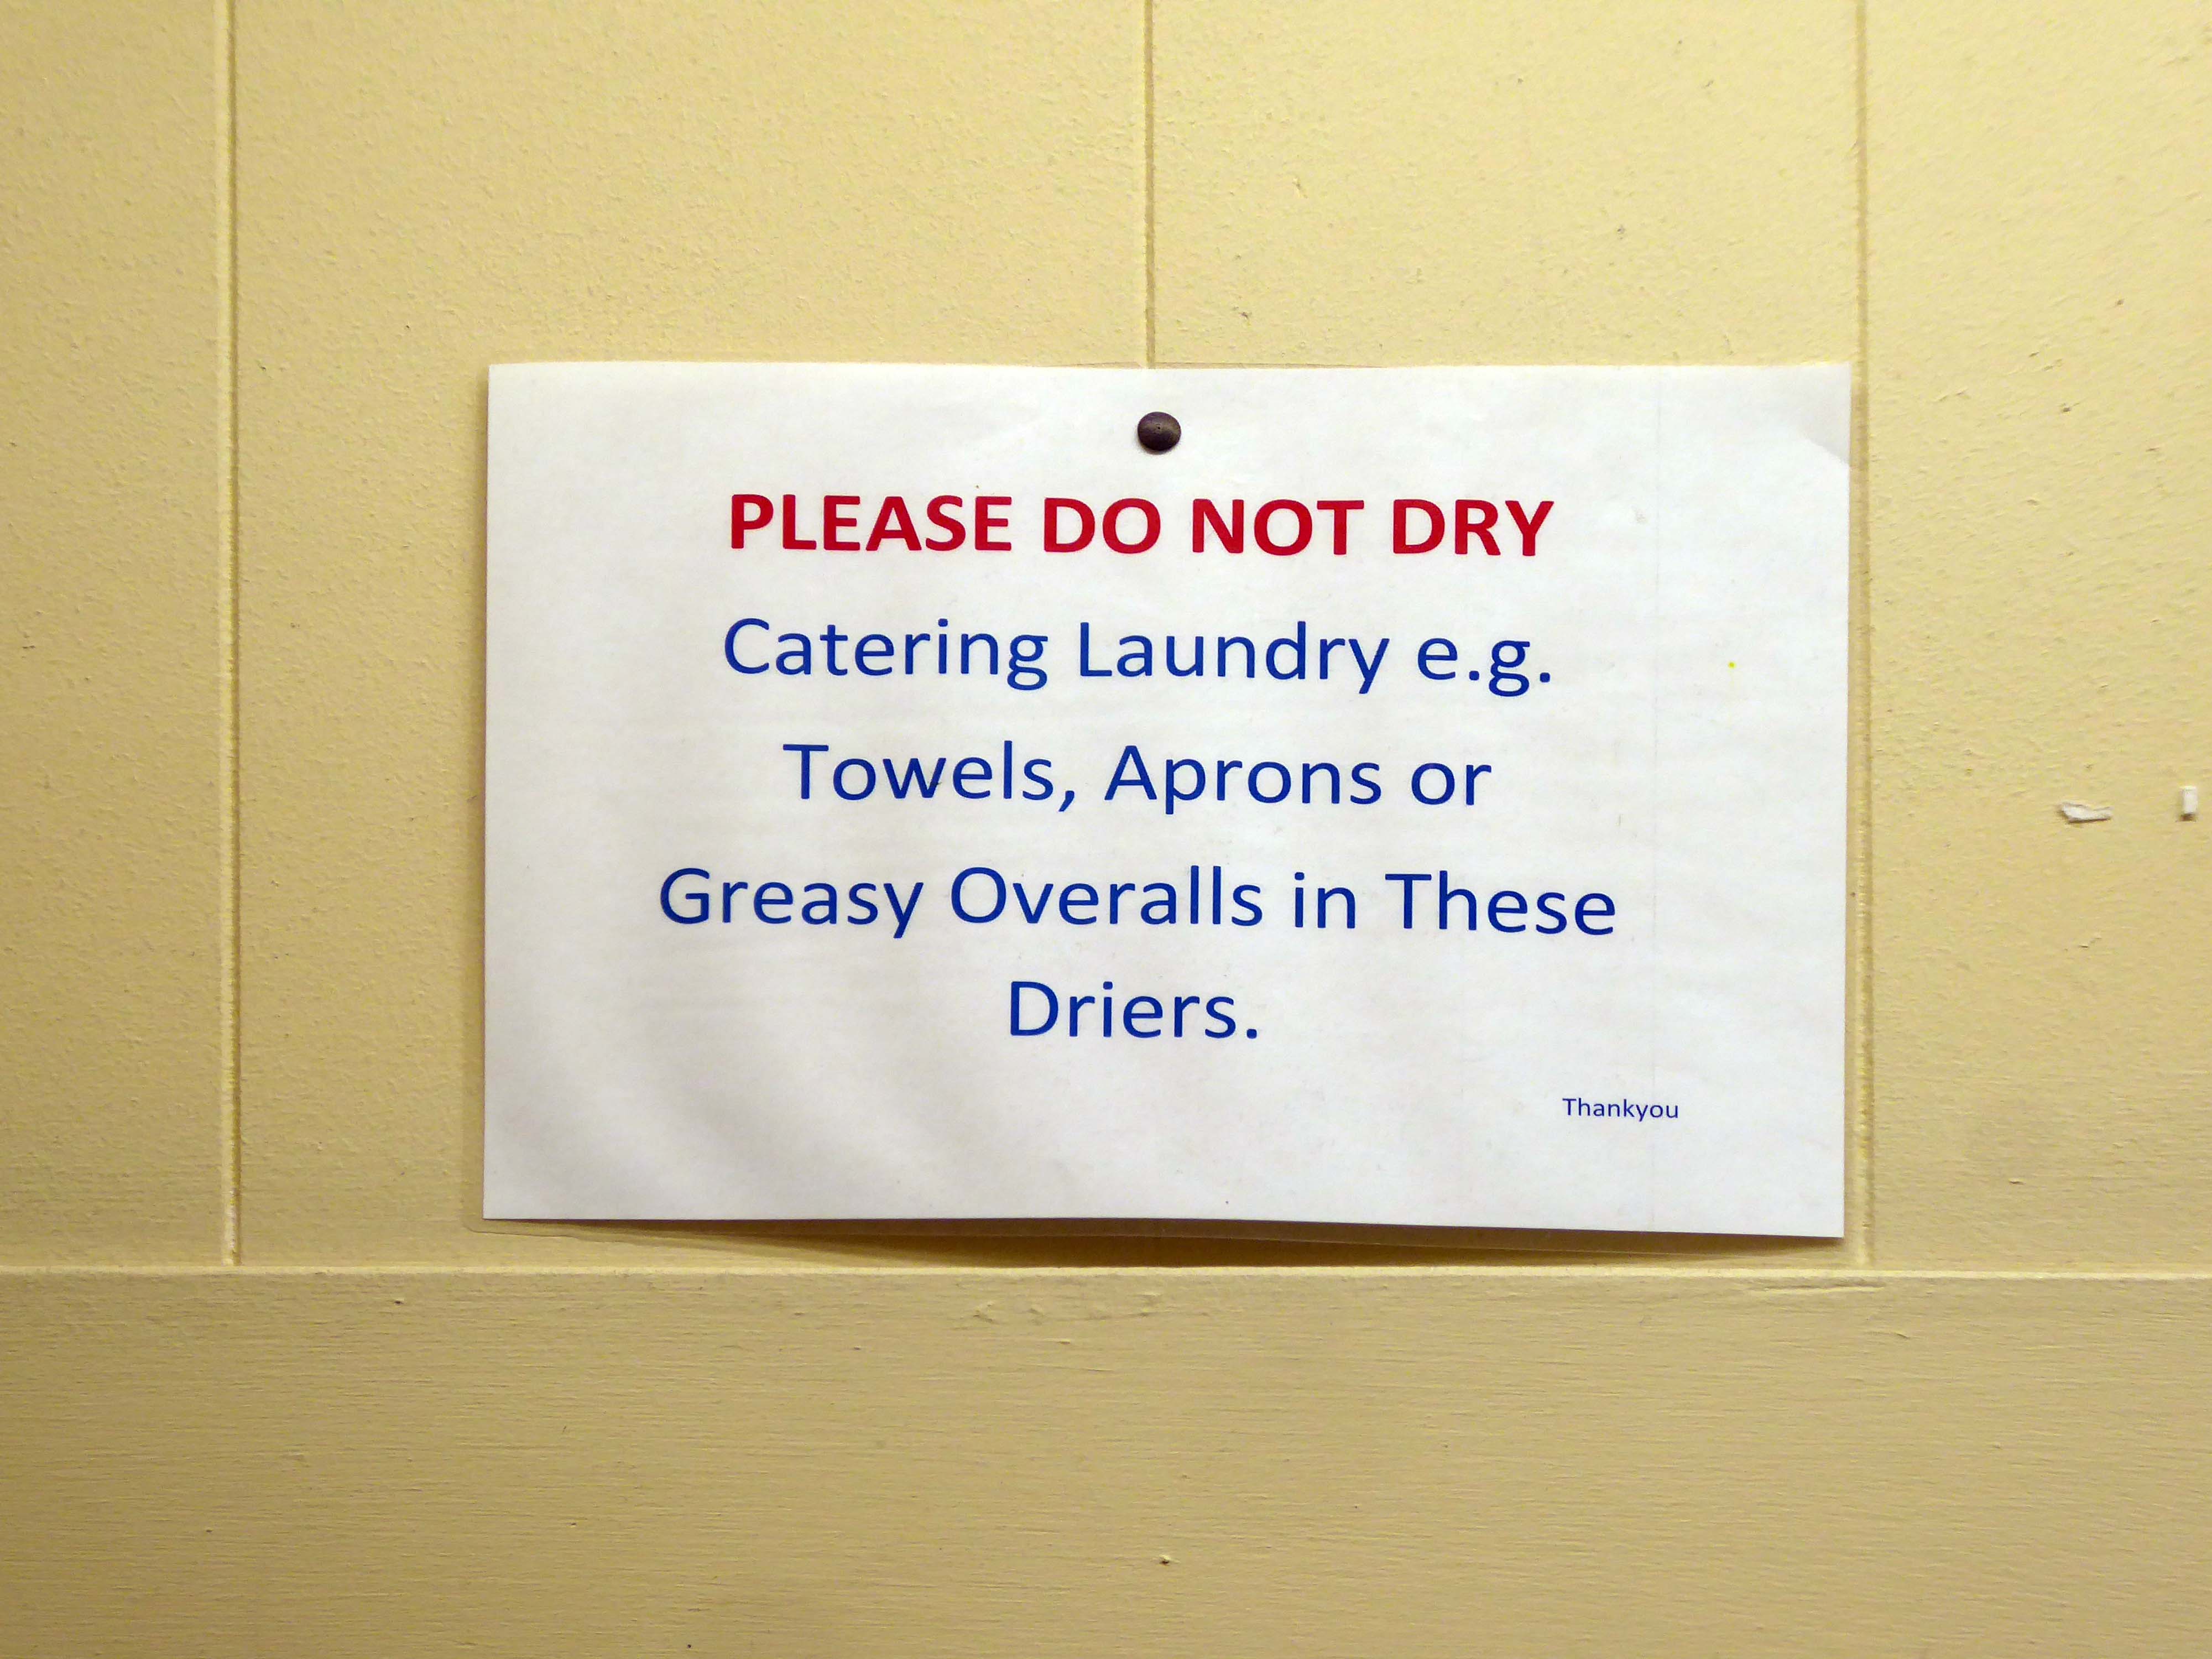 PLEASE DO NOT DRY
Catering Laundry e.g.
Towels, Aprons or
Greasy Overalls in These
Driers.
Thankyou